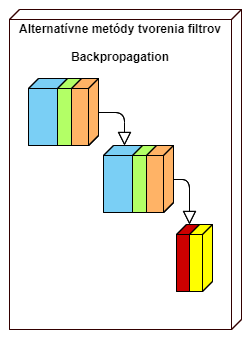 Alternatívne metódy tvorenia filtrov
Backpropagation